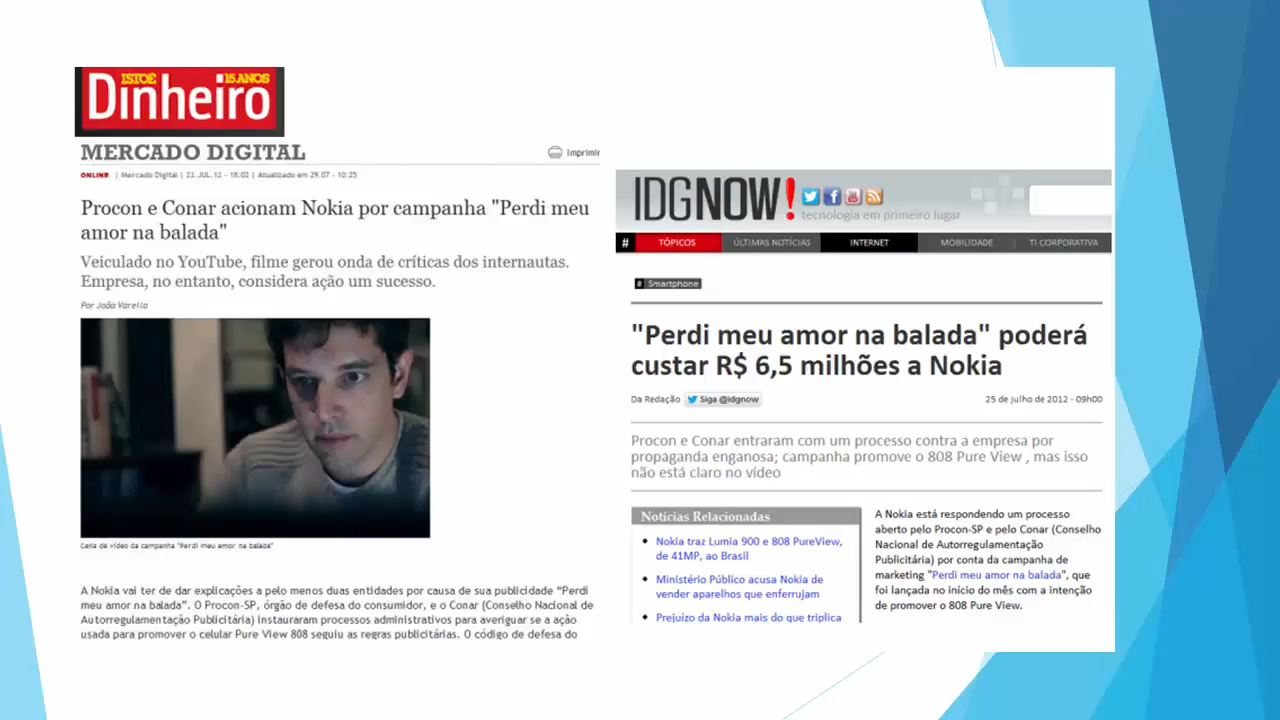 ISTOÉ 15 ANOS
Dinheiro
MERCADO DIGITAL
Imprimir
ONLINE | Mercado Digital | 23.JUL.12 - 18:02 | Atualizado em 29.07 - 10:25
Procon e Conar acionam Nokia por campanha "Perdi meu
amor na balada"
Veiculado no YouTube, filme gerou onda de críticas dos internautas.
Empresa, no entanto, considera ação um sucesso.
Por João Varella
Cena de vídeo da campanha "Perdi meu amor na balada"
A Nokia vai ter de dar explicações a pelo menos duas entidades por causa de sua publicidade "Perdi
meu amor na balada". O Procon-SP, órgão de defesa do consumidor, e o Conar (Conselho Nacional de
Autorregulamentação Publicitária) instauraram processos administrativos para averiguar se a ação
usada para promover o celular Pure View 808 seguiu as regras publicitárias. O código de defesa do
IDGNOW!
tecnologia em primeiro lugar
# TÓPICOS ÚLTIMAS NOTÍCIAS INTERNET MOBILIDADE | TI CORPORATIVA
# Smartphone
"Perdi meu amor na balada" poderá
custar R$ 6,5 milhões a Nokia
Da Redação Siga @idgnow 25 de julho de 2012 - 09h00
Procon e Conar entraram com um processo contra a empresa por
propaganda enganosa; campanha promove o 808 Pure View , mas isso
não está claro no vídeo
Notícias Relacionadas
Nokia traz Lumia 900 e 808 PureView,
de 41MP, ao Brasil
Ministério Público acusa Nokia de
vender aparelhos que enferrujam
Prejuízo da Nokia mais do que triplica
A Nokia está respondendo um processo
aberto pelo Procon-SP e pelo Conar (Conselho
Nacional de Autorregulamentação
Publicitária) por conta da campanha de
marketing "Perdi meu amor na balada", que
foi lançada no início do mês com a intenção
de promover o 808 Pure View.